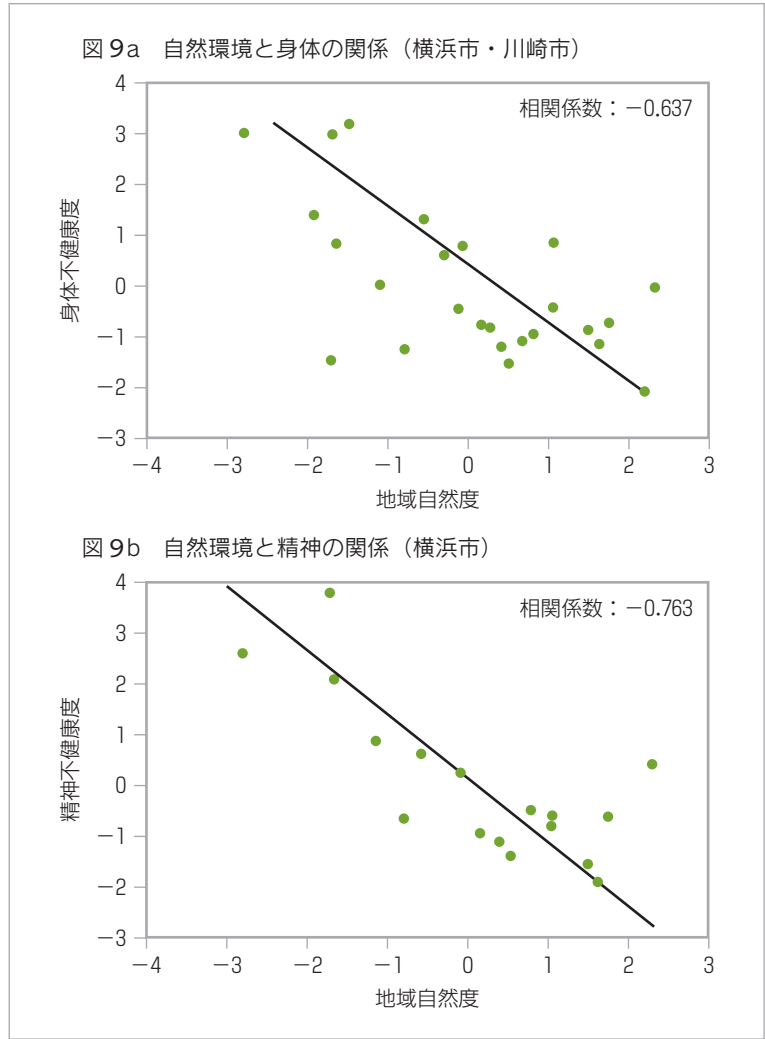 図9a 自然環境と身体の関係（横浜市・川崎市）
相関係数：－0.637
身体不健康度
4
3
2
1
0
－1
－2
－3
－4 －3 －2 －1 0 1 2 3
地域自然度
図9b 自然環境と精神の関係（横浜市）
相関係数：－0.763
精神不健康度
4
3
2
1
0
－1
－2
－3
－4 －3 －2 －1 0 1 2 3
地域自然度